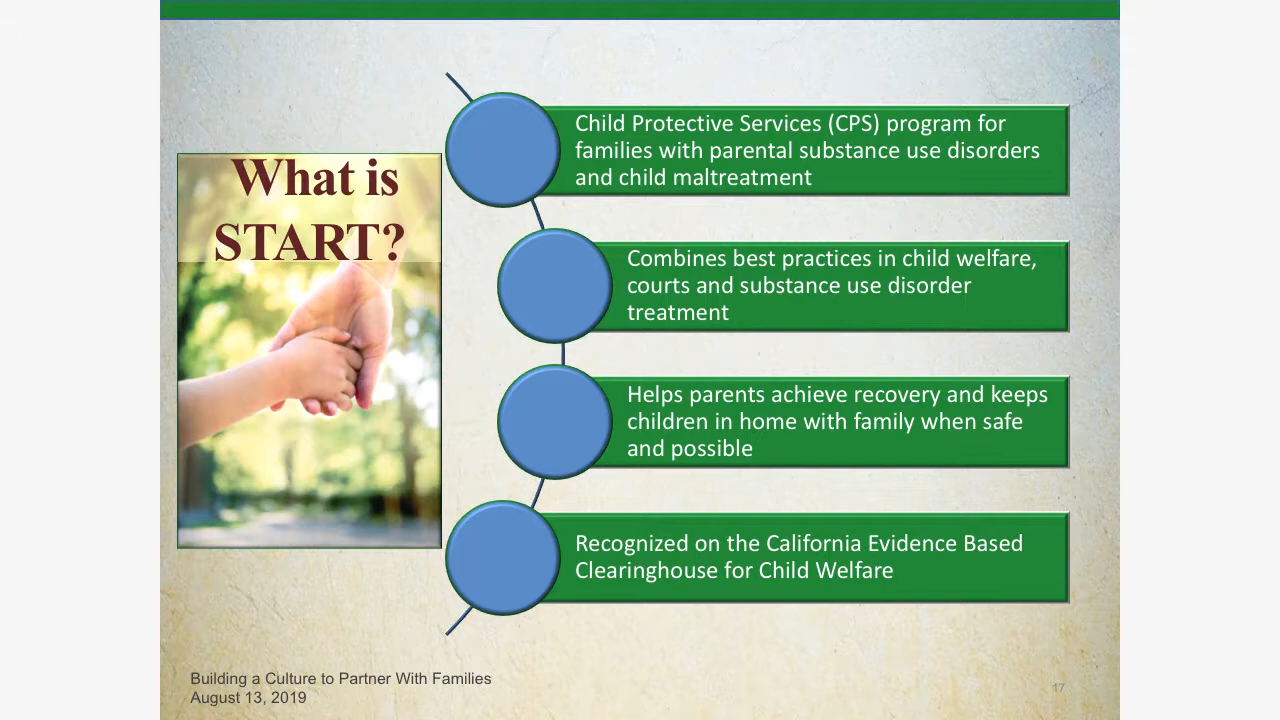 What is
START?
Child Protective Services (CPS) program for
families with parental substance use disorders
and child maltreatment
Combines best practices in child welfare,
courts and substance use disorder
treatment
Helps parents achieve recovery and keeps
children in home with family when safe
and possible
Recognized on the California Evidence Based
Clearinghouse for Child Welfare
Building a Culture to Partner With Families
August 13, 2019
17